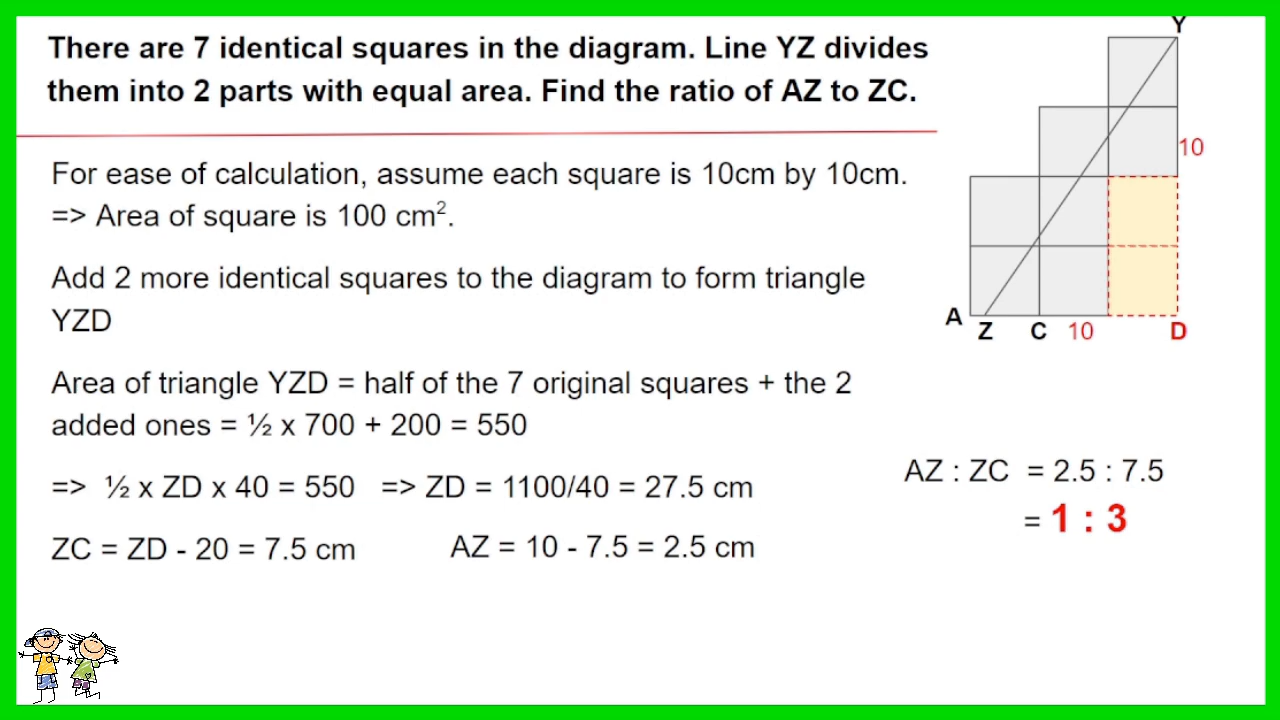 There are 7 identical squares in the diagram. Line YZ divides
them into 2 parts with equal area. Find the ratio of AZ to ZC.
For ease of calculation, assume each square is 10cm by 10cm.
=> Area of square is 100 cm².
Add 2 more identical squares to the diagram to form triangle
YZD
Area of triangle YZD = half of the 7 original squares + the 2
added ones = ½ x 700 + 200 = 550
=> ½ x ZD x 40 = 550 => ZD = 1100/40 = 27.5 cm
ZC = ZD - 20 = 7.5 cm AZ = 10 - 7.5 = 2.5 cm
Y
10
A Z C 10 D
AZ : ZC = 2.5 : 7.5
= 1 : 3